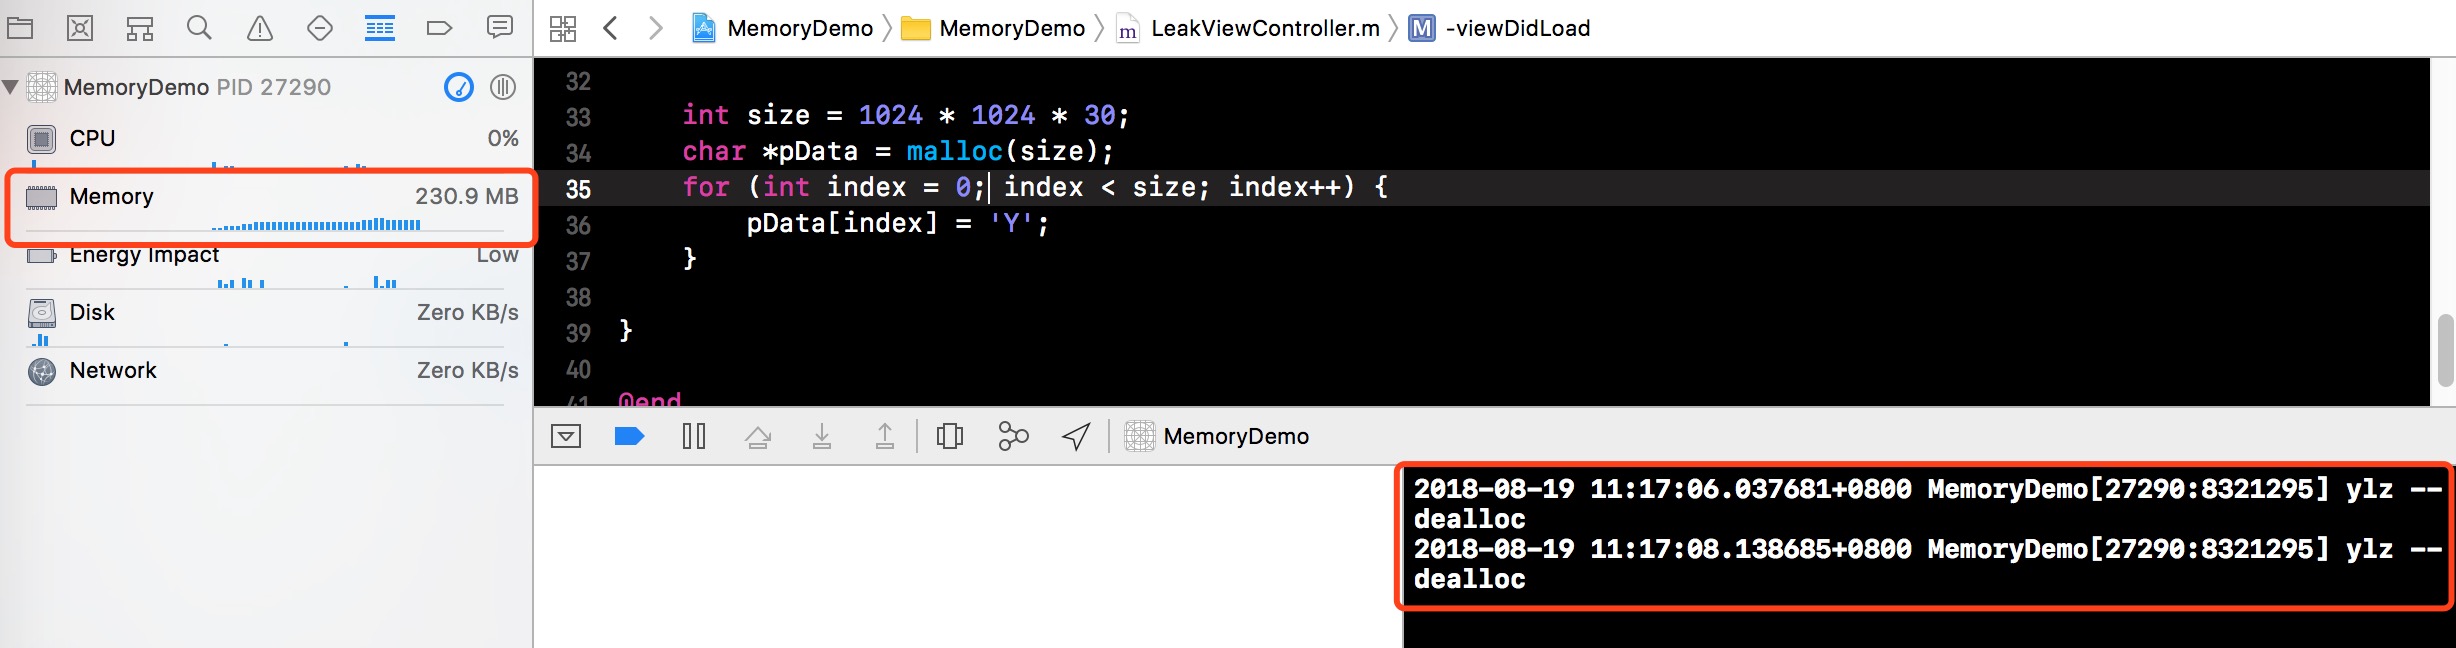 MemoryDemo MemoryDemo LeakViewController.m M -viewDidLoad
MemoryDemo PID 27290
CPU 0%
Memory 230.9 MB
Energy Impact Low
Disk Zero KB/s
Network Zero KB/s
32
33 int size = 1024 * 1024 * 30;
34 char *pData = malloc(size);
35 for (int index = 0; index < size; index++) {
36 pData[index] = 'Y';
37 }
38
39 }
40
41 @end
MemoryDemo
2018-08-19 11:17:06.037681+0800 MemoryDemo[27290:8321295] ylz --
dealloc
2018-08-19 11:17:08.138685+0800 MemoryDemo[27290:8321295] ylz --
dealloc